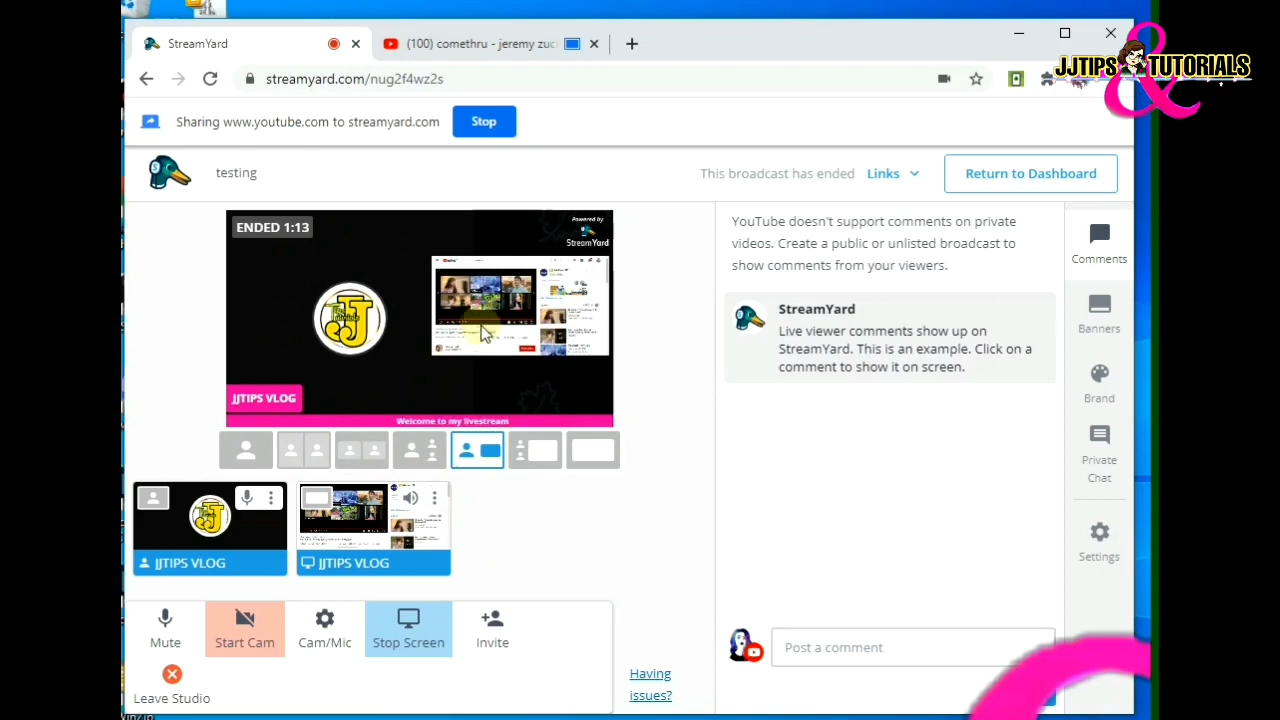 StreamYard
(100) comethru - jeremy zuc
JJTIPS TUTORIALS
&
streamyard.com/nug2f4wz2s
Sharing www.youtube.com to streamyard.com
Stop
testing
This broadcast has ended
Links
Return to Dashboard
ENDED 1:13
Powered by
StreamYard
JJTIPS VLOG
Welcome to my livestream
JJTIPS VLOG
JJTIPS VLOG
Mute
Start Cam
Cam/Mic
Stop Screen
Invite
Leave Studio
Having
issues?
YouTube doesn't support comments on private
videos. Create a public or unlisted broadcast to
show comments from your viewers.
StreamYard
Live viewer comments show up on
StreamYard. This is an example. Click on a
comment to show it on screen.
Post a comment
Comments
Banners
Brand
Private
Chat
Settings